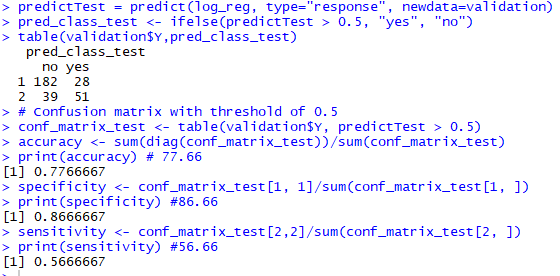 > predictTest = predict(log_reg, type="response", newdata=validation)
> pred_class_test <- ifelse(predictTest > 0.5, "yes", "no")
> table(validation$Y,pred_class_test)
   pred_class_test
     no yes
  1 182  28
  2  39  51
> # Confusion matrix with threshold of 0.5
> conf_matrix_test <- table(validation$Y, predictTest > 0.5)
> accuracy <- sum(diag(conf_matrix_test))/sum(conf_matrix_test)
> print(accuracy) # 77.66
[1] 0.7766667
> specificity <- conf_matrix_test[1, 1]/sum(conf_matrix_test[1, ])
> print(specificity) #86.66
[1] 0.8666667
> sensitivity <- conf_matrix_test[2,2]/sum(conf_matrix_test[2, ])
> print(sensitivity) #56.66
[1] 0.5666667
>